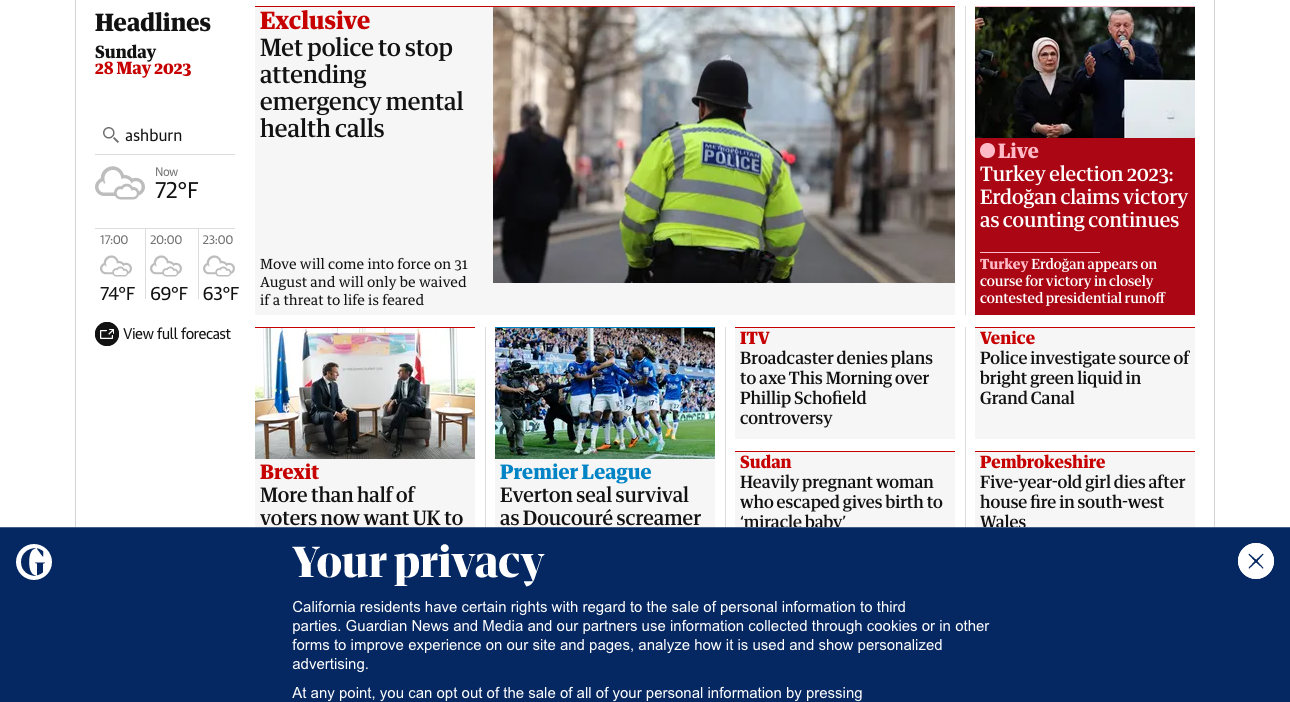 Headlines
Sunday
28 May 2023
ashburn
Now
72°F
17:00
20:00
23:00
74°F
69°F
63°F
View full forecast
Exclusive
Met police to stop
attending
emergency mental
health calls
Move will come into force on 31
August and will only be waived
if a threat to life is feared
METROPOLITAN
POLICE
Live
Turkey election 2023:
Erdoğan claims victory
as counting continues
Turkey Erdoğan appears on
course for victory in closely
contested presidential runoff
Brexit
More than half of
voters now want UK to
Premier League
Everton seal survival
as Doucouré screamer
ITV
Broadcaster denies plans
to axe This Morning over
Phillip Schofield
controversy
Venice
Police investigate source of
bright green liquid in
Grand Canal
Sudan
Heavily pregnant woman
who escaped gives birth to
‘miracle baby’
Pembrokeshire
Five-year-old girl dies after
house fire in south-west
Wales
G
Your privacy
California residents have certain rights with regard to the sale of personal information to third
parties. Guardian News and Media and our partners use information collected through cookies or in other
forms to improve experience on our site and pages, analyze how it is used and show personalized
advertising.
At any point, you can opt out of the sale of all of your personal information by pressing